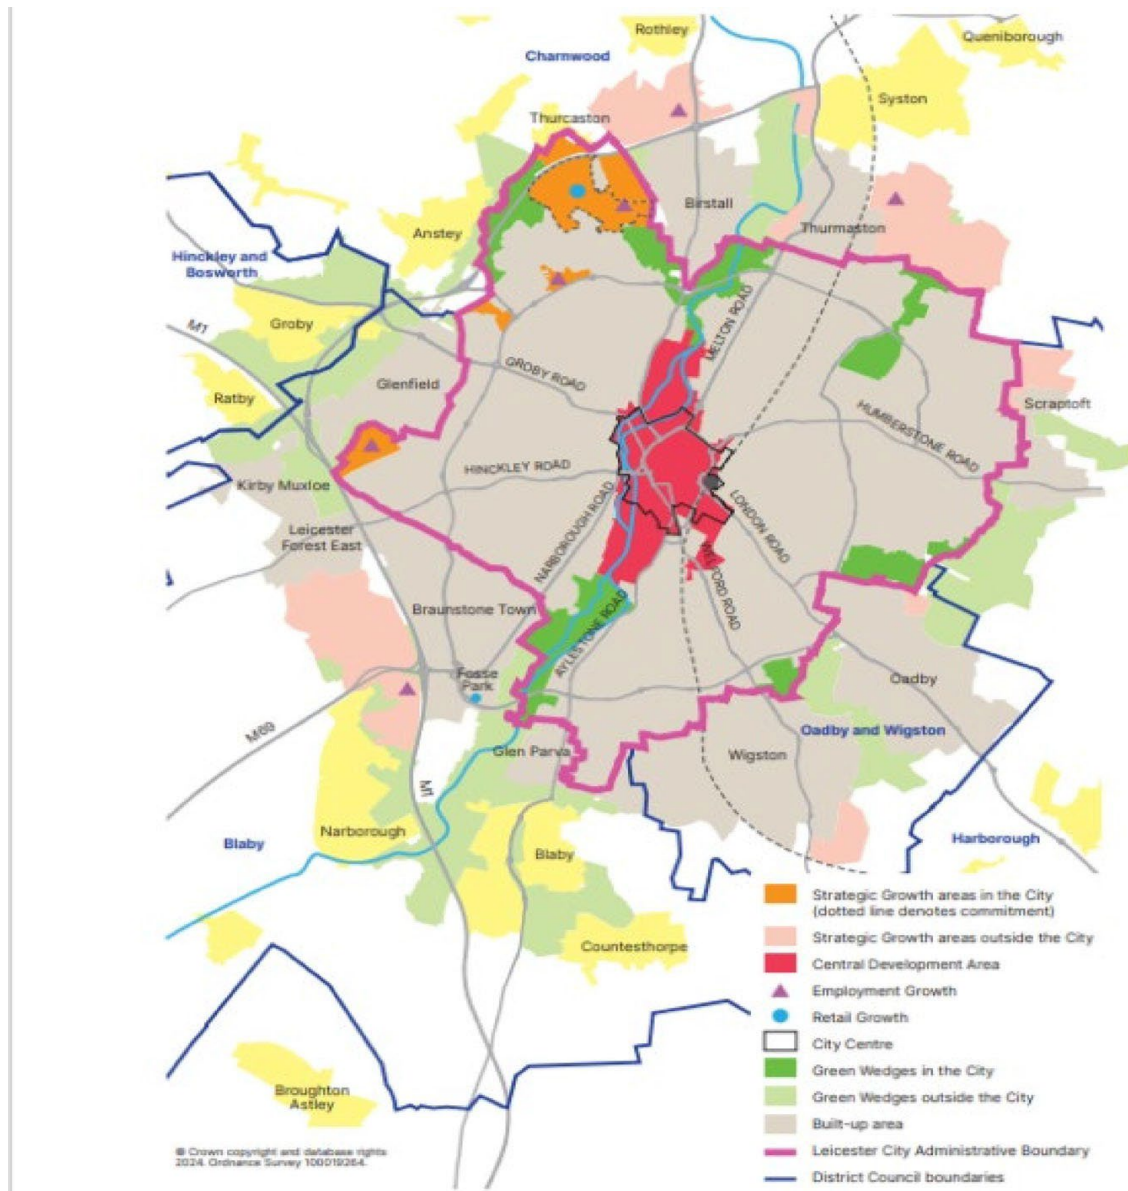 Rothley
Queniborough
Charnwood
Syston
Thurcaston
Birstall
Thurmaston
Anstey
Hinckley and
Bosworth
M1
Groby
MELTON ROAD
GROBY ROAD
Glenfield
Ratby
Scraptoft
HUMBERSTONE ROAD
HINCKLEY ROAD
Kirby Muxloe
NARBOROUGH ROAD
LONDON ROAD
Leicester
Forest East
WELFORD ROAD
Braunstone Town
AYLESTONE ROAD
Fosse
Park
Oadby
M69
Oadby and Wigston
Glen Parva
Wigston
M1
Narborough
Blaby
Harborough
Blaby
Countesthorpe
Broughton
Astley
Strategic Growth areas in the City
(dotted line denotes commitment)
Strategic Growth areas outside the City
Central Development Area
Employment Growth
Retail Growth
City Centre
Green Wedges in the City
Green Wedges outside the City
Built-up area
Leicester City Administrative Boundary
District Council boundaries
© Crown copyright and database rights
2024. Ordnance Survey 100019264.